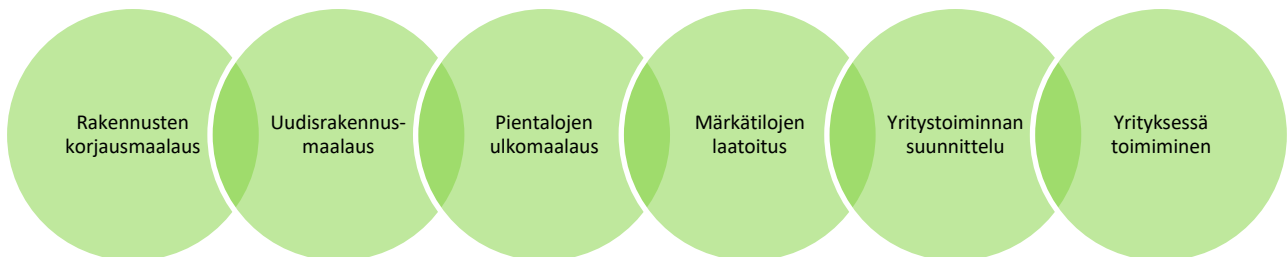 Rakennusten
korjausmaalaus
Uudisrakennus-
maalaus
Pientalojen
ulkomaalaus
Märkätilojen
laatoitus
Yritystoiminnan
suunnittelu
Yrityksessä
toimiminen